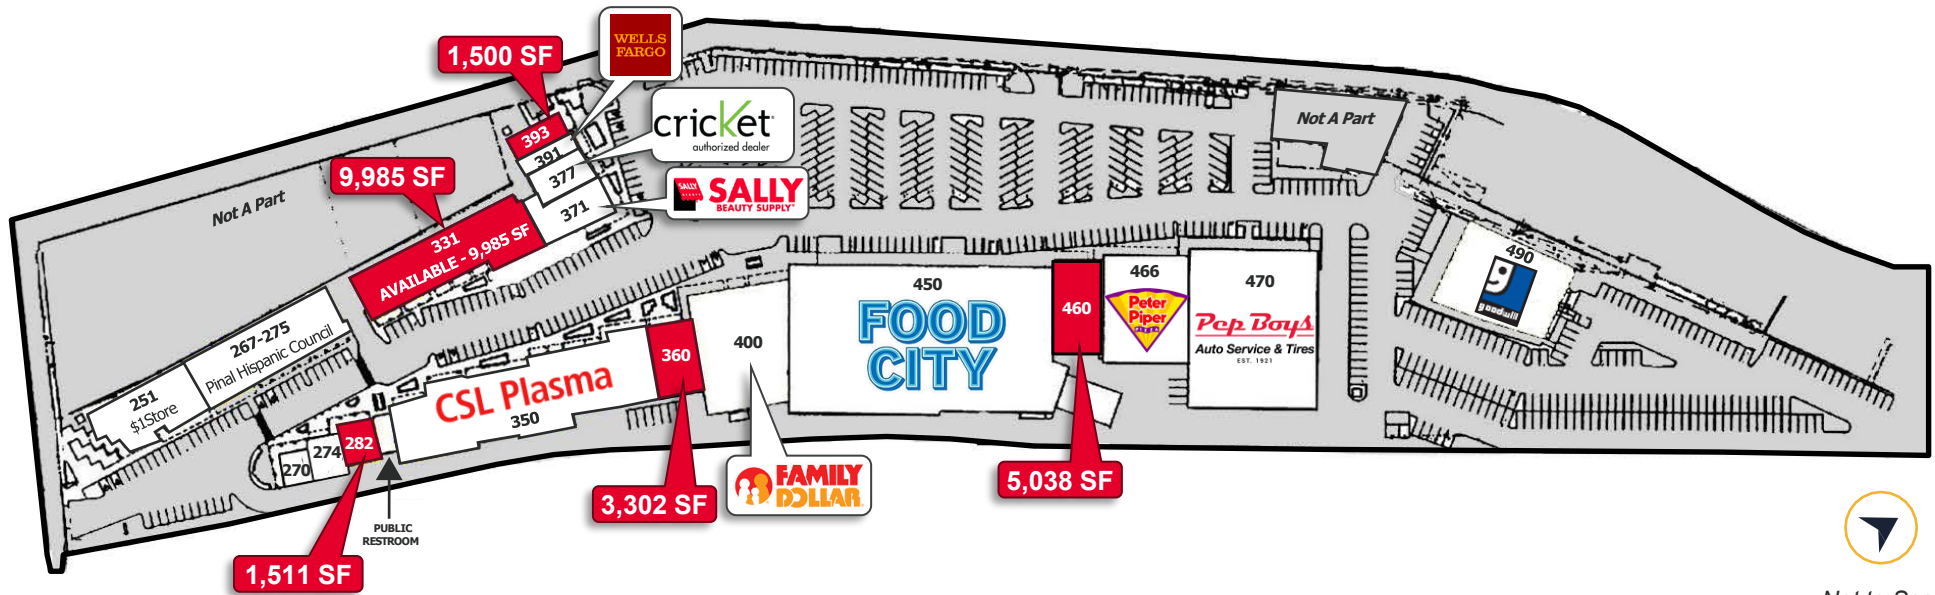 WELLS
FARGO
1,500 SF
cricket
authorized dealer
393
391
377
9,985 SF
SALLY
SALLY
BEAUTY SUPPLY
371
Not A Part
331
AVAILABLE - 9,985 SF
Not A Part
267-275
Pinal Hispanic Council
251
$1Store
270
274
282
PUBLIC
RESTROOM
1,511 SF
CSL Plasma
350
360
3,302 SF
400
FAMILY
DOLLAR
450
FOOD
CITY
460
5,038 SF
466
Peter
Piper
PIZZA
470
Pep Boys
Auto Service & Tires
EST. 1921
490
goodwill